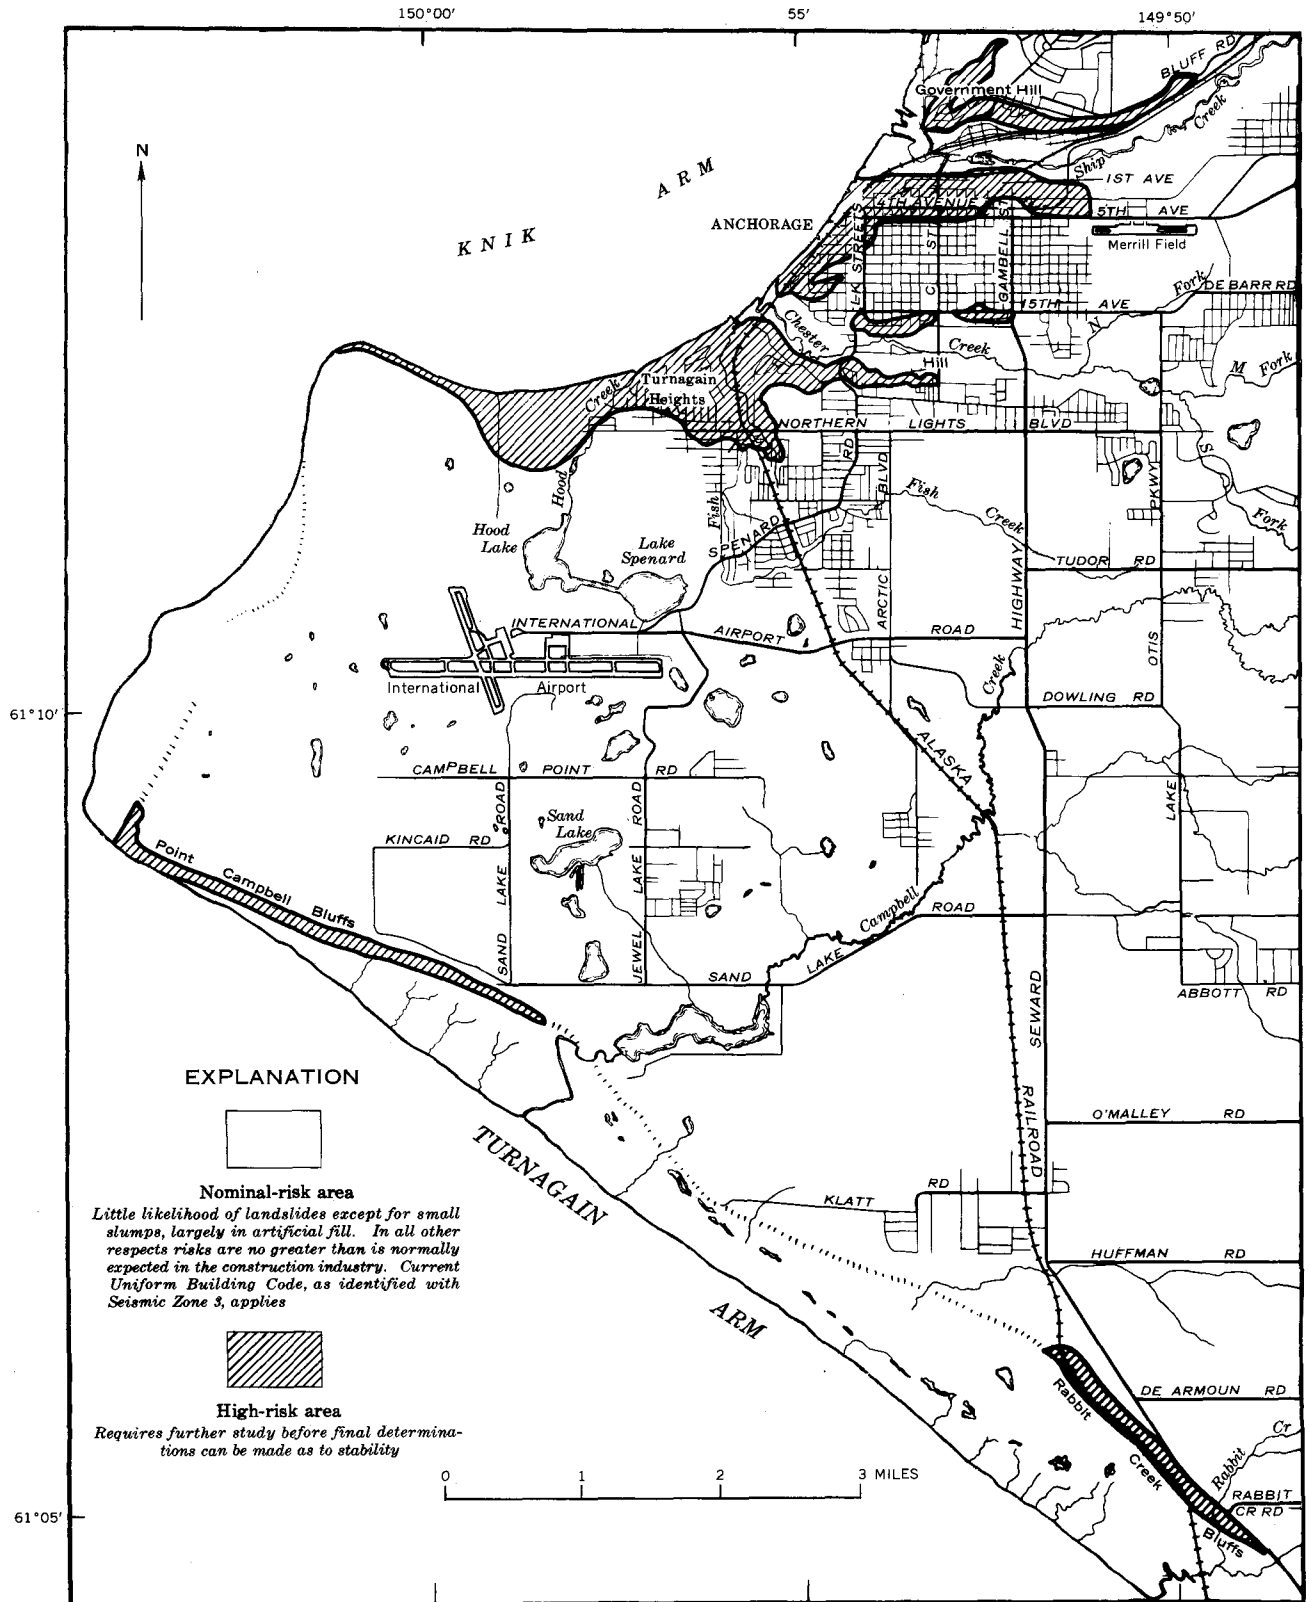 150°00'
55'
149°50'
BLUFF RD
Government Hill
Creek
Ship
N
ARM
1ST AVE
4TH AVENUE
5TH AVE
ANCHORAGE
KNIK
Merrill Field
L-K STREETS
C ST
GAMBELL ST
Fork
DE BARR RD
15TH AVE
N
Chester
Creek
Hill
M Fork
Turnagain
Heights
Creek
Hood
NORTHERN LIGHTS BLVD
S
Fork
RD
BLVD
ARCTIC
Fish
Creek
PKWY
OTIS
LAKE
Fish
Hood
Lake
Lake
Spenard
SPENARD
HIGHWAY
TUDOR RD
INTERNATIONAL AIRPORT ROAD
International Airport
Creek
DOWLING RD
61°10'
ALASKA
CAMPBELL POINT RD
ROAD
LAKE
SAND
ROAD
LAKE
JEWEL
Sand
Lake
KINCAID RD
Point Campbell Bluffs
Campbell
SAND LAKE ROAD
ABBOTT RD
SEWARD
RAILROAD
O'MALLEY RD
KLATT RD
HUFFMAN RD
TURNAGAIN
ARM
DE ARMOUN RD
Rabbit
Creek
Bluffs
Rabbit Cr
RABBIT
CR RD
61°05'
EXPLANATION
Nominal-risk area
Little likelihood of landslides except for small
slumps, largely in artificial fill. In all other
respects risks are no greater than is normally
expected in the construction industry. Current
Uniform Building Code, as identified with
Seismic Zone 3, applies
High-risk area
Requires further study before final determina-
tions can be made as to stability
0 1 2 3 MILES